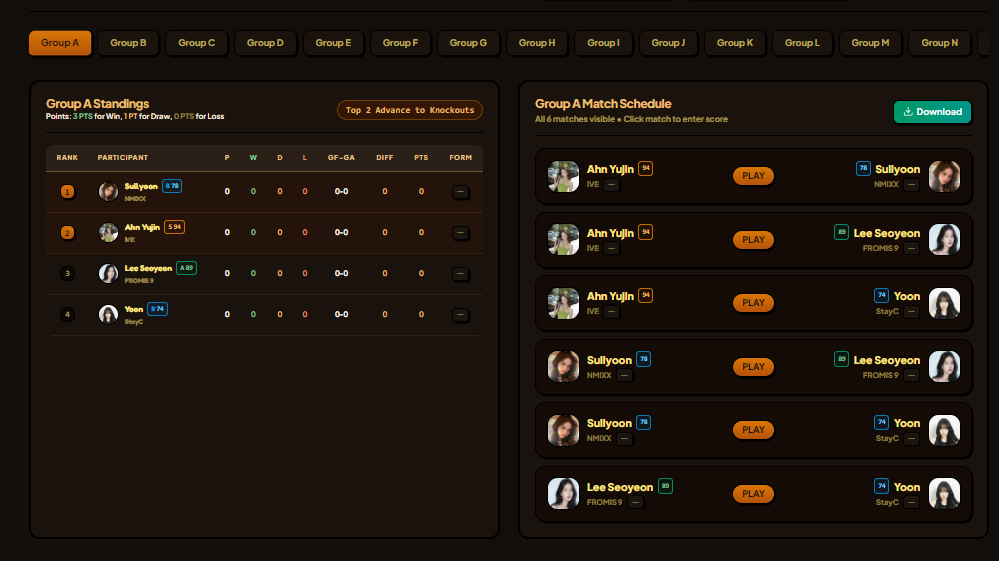 Group A
Group B
Group C
Group D
Group E
Group F
Group G
Group H
Group I
Group J
Group K
Group L
Group M
Group N
Group A Standings
Points: 3 PTS for Win, 1 PT for Draw, 0 PTS for Loss
Top 2 Advance to Knockouts
RANK PARTICIPANT P W D L GF-GA DIFF PTS FORM
1 Sullyoon B 78 0 0 0 0 0-0 0 0 —
NMIXX
2 Ahn Yujin S 94 0 0 0 0 0-0 0 0 —
IVE
3 Lee Seoyeon A 89 0 0 0 0 0-0 0 0 —
FROMIS 9
4 Yoon B 74 0 0 0 0 0-0 0 0 —
StayC
Group A Match Schedule
All 6 matches visible • Click match to enter score
Download
Ahn Yujin 94 PLAY 78 Sullyoon
IVE — NMIXX —
Ahn Yujin 94 PLAY 89 Lee Seoyeon
IVE — FROMIS 9 —
Ahn Yujin 94 PLAY 74 Yoon
IVE — StayC —
Sullyoon 78 PLAY 89 Lee Seoyeon
NMIXX — FROMIS 9 —
Sullyoon 78 PLAY 74 Yoon
NMIXX — StayC —
Lee Seoyeon 89 PLAY 74 Yoon
FROMIS 9 — StayC —